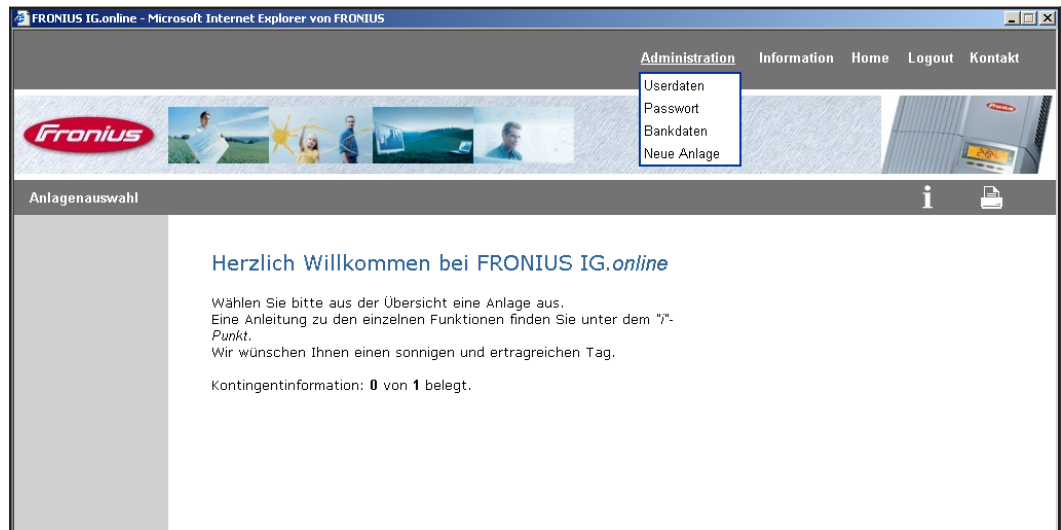 FRONIUS IG.online - Microsoft Internet Explorer von FRONIUS
Administration Information Home Logout Kontakt
Userdaten
Passwort
Bankdaten
Neue Anlage
Fronius
Anlagenauswahl
i
Herzlich Willkommen bei FRONIUS IG.online
Wählen Sie bitte aus der Übersicht eine Anlage aus.
Eine Anleitung zu den einzelnen Funktionen finden Sie unter dem "i"-
Punkt.
Wir wünschen Ihnen einen sonnigen und ertragreichen Tag.
Kontingentinformation: 0 von 1 belegt.